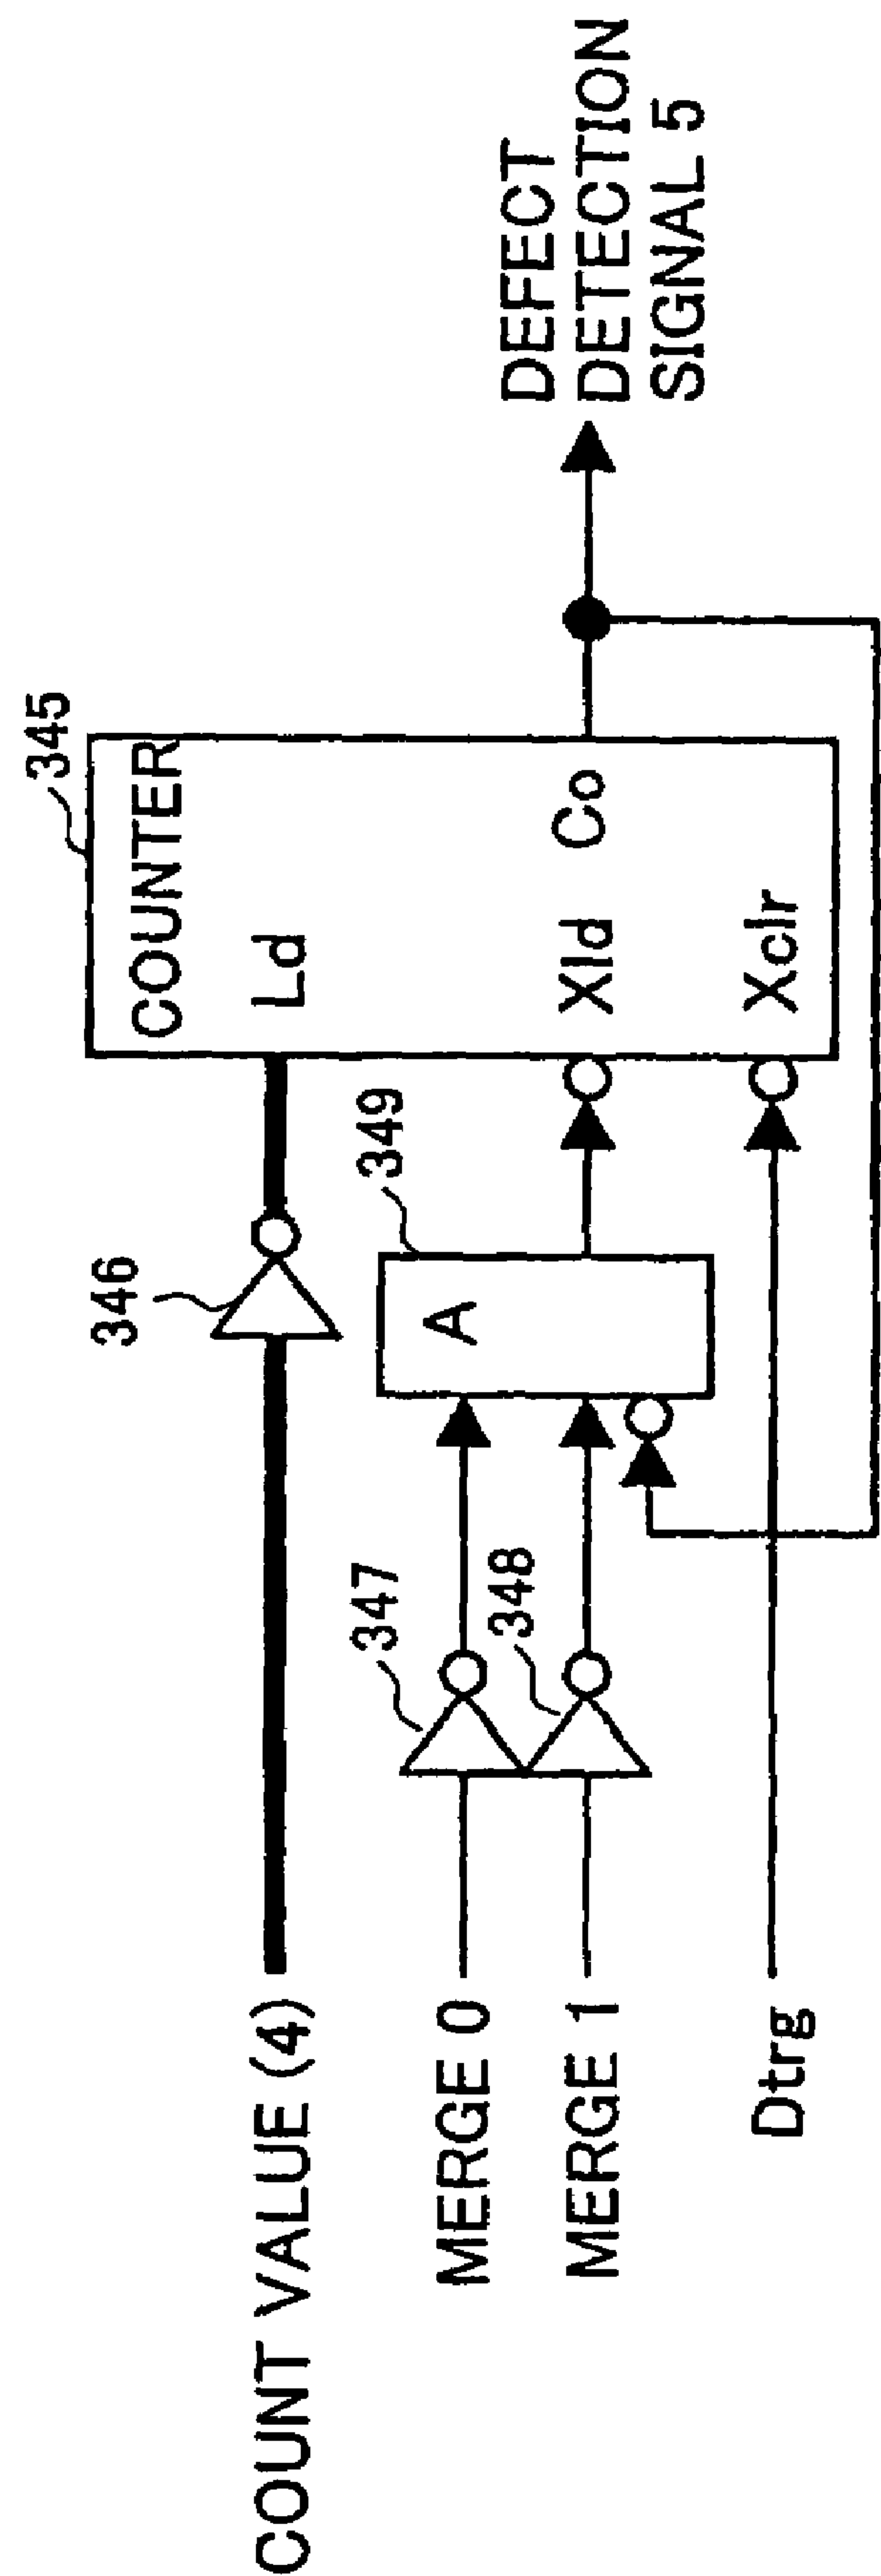 COUNT VALUE (4)
346
COUNTER
345
Ld
MERGE 0
347
A
349
MERGE 1
348
Xld
Co
DEFECT
DETECTION
SIGNAL 5
Dtrg
Xclr